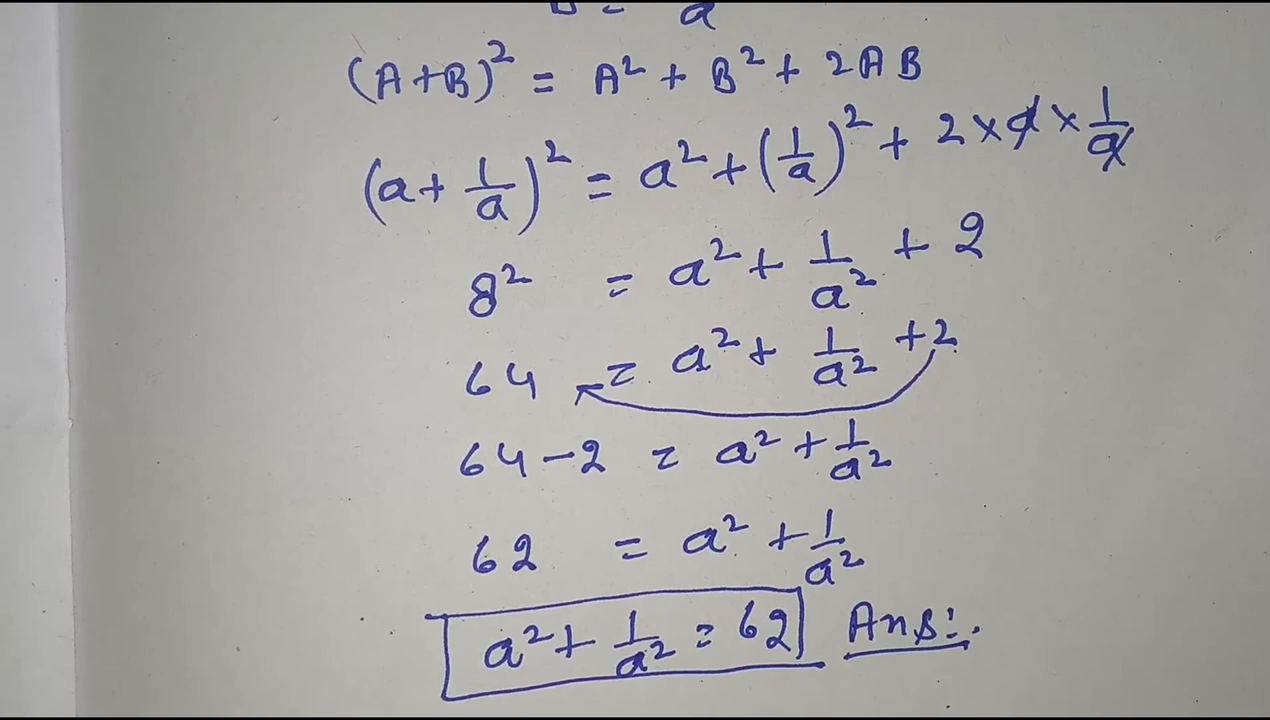 a
(A+B)² = A² + B² + 2AB
(a + 1/a)² = a² + (1/a)² + 2 × a × 1/a
8² = a² + 1/a² + 2
64 = a² + 1/a² + 2
64 - 2 = a² + 1/a²
62 = a² + 1/a²
a² + 1/a² = 62 Ans:.